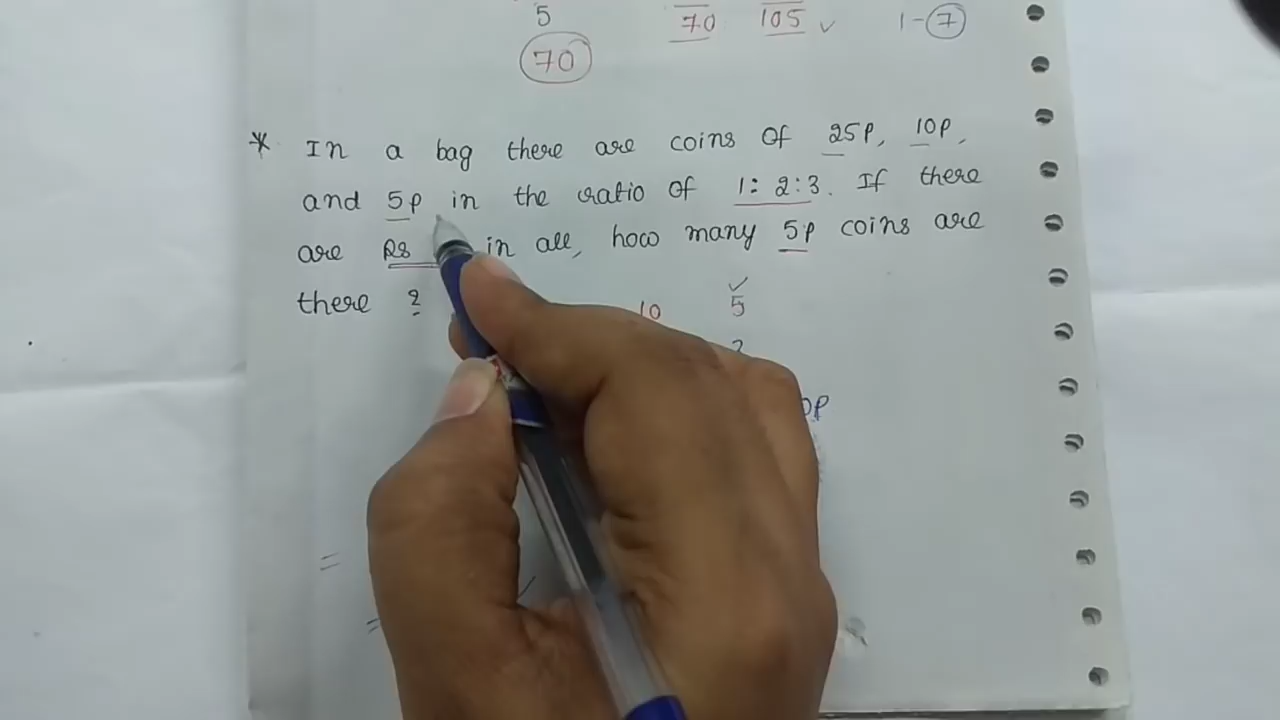 5 70 105 1-7
70
* In a bag there are coins of 25P, 10P,
and 5p in the ratio of 1: 2:3. If there
are Rs in all, how many 5p coins are
there ?
10 5